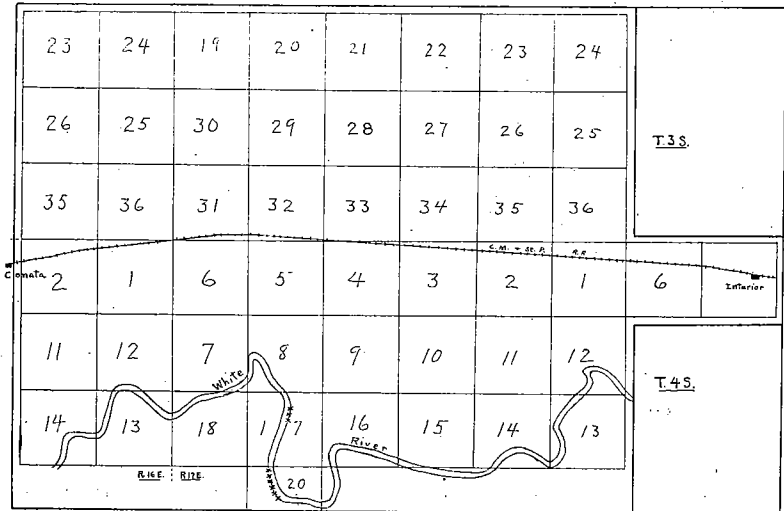 23 24 19 20 21 22 23 24
26 25 30 29 28 27 26 25
T.3S.
35 36 31 32 33 34 35 36
C.M. + St. P. R.R.
Conata
2 1 6 5 4 3 2 1 6
Interior
11 12 7 8 9 10 11 12
White
T.4S.
14 13 18 17 16 15 14 13
River
R.16E. R17E.
20